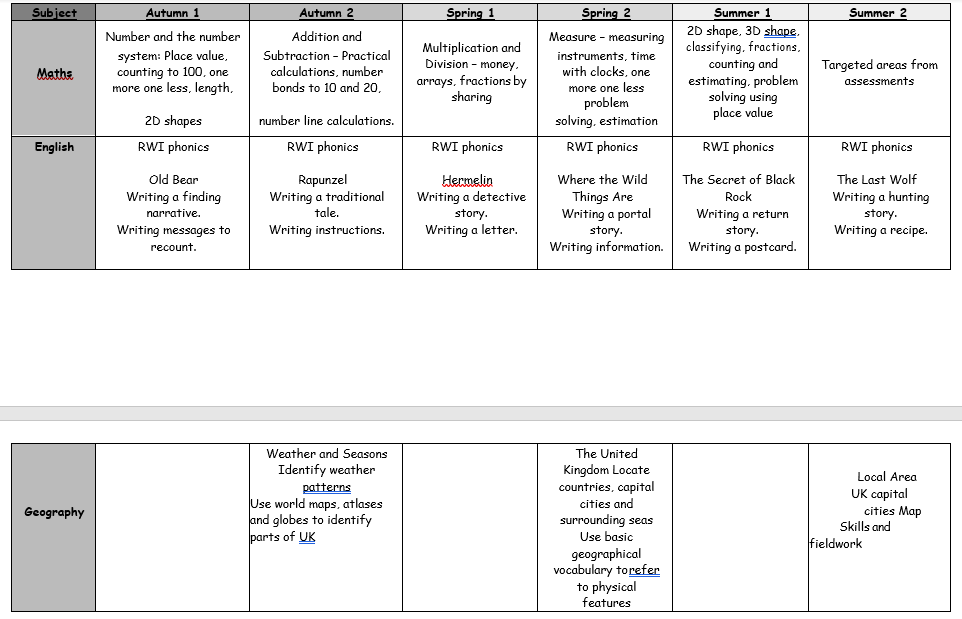 Subject Autumn 1 Autumn 2 Spring 1 Spring 2 Summer 1 Summer 2
Maths
Number and the number
system: Place value,
counting to 100, one
more one less, length,
2D shapes
Addition and
Subtraction – Practical
calculations, number
bonds to 10 and 20,
number line calculations.
Multiplication and
Division – money,
arrays, fractions by
sharing
Measure – measuring
instruments, time
with clocks, one
more one less
problem
solving, estimation
2D shape, 3D shape,
classifying, fractions,
counting and
estimating, problem
solving using
place value
Targeted areas from
assessments
English
RWI phonics
Old Bear
Writing a finding
narrative.
Writing messages to
recount.
RWI phonics
Rapunzel
Writing a traditional
tale.
Writing instructions.
RWI phonics
Hermelin
Writing a detective
story.
Writing a letter.
RWI phonics
Where the Wild
Things Are
Writing a portal
story.
Writing information.
RWI phonics
The Secret of Black
Rock
Writing a return
story.
Writing a postcard.
RWI phonics
The Last Wolf
Writing a hunting
story.
Writing a recipe.
Geography
Weather and Seasons
Identify weather
patterns
Use world maps, atlases
and globes to identify
parts of UK
The United
Kingdom Locate
countries, capital
cities and
surrounding seas
Use basic
geographical
vocabulary to refer
to physical
features
Local Area
UK capital
cities Map
Skills and
fieldwork